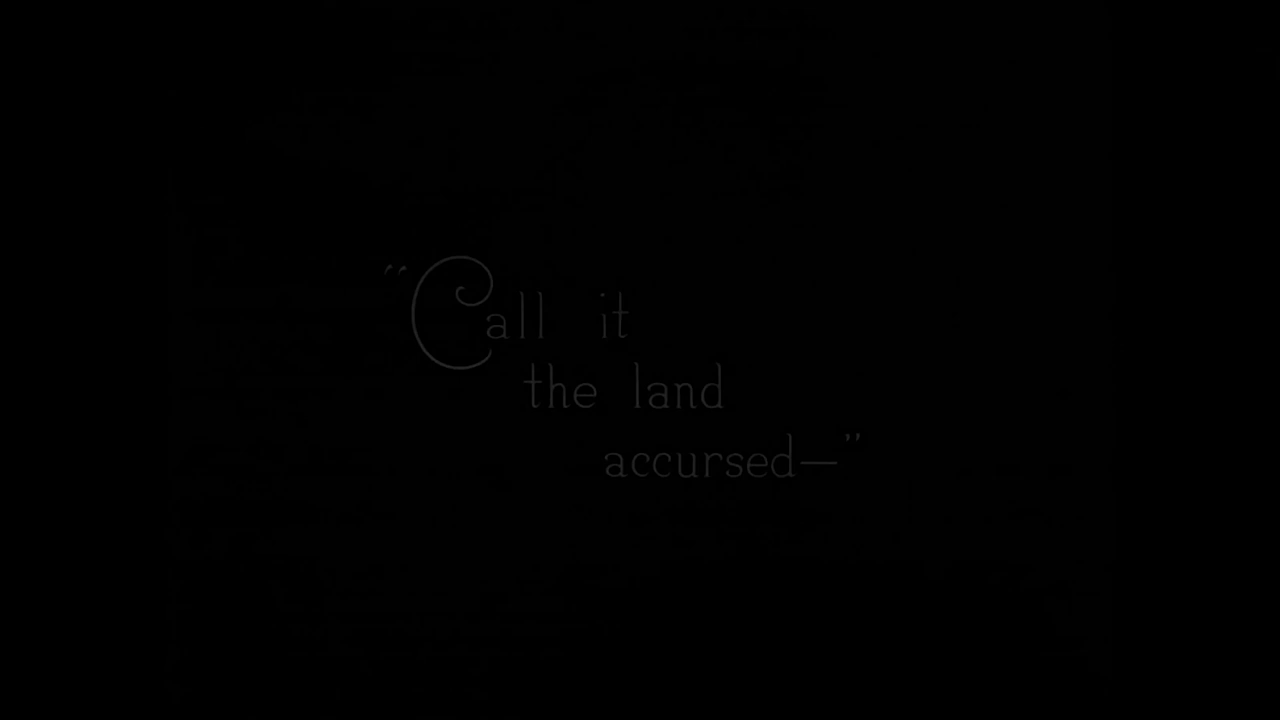 "Call it
the land
accursed—"